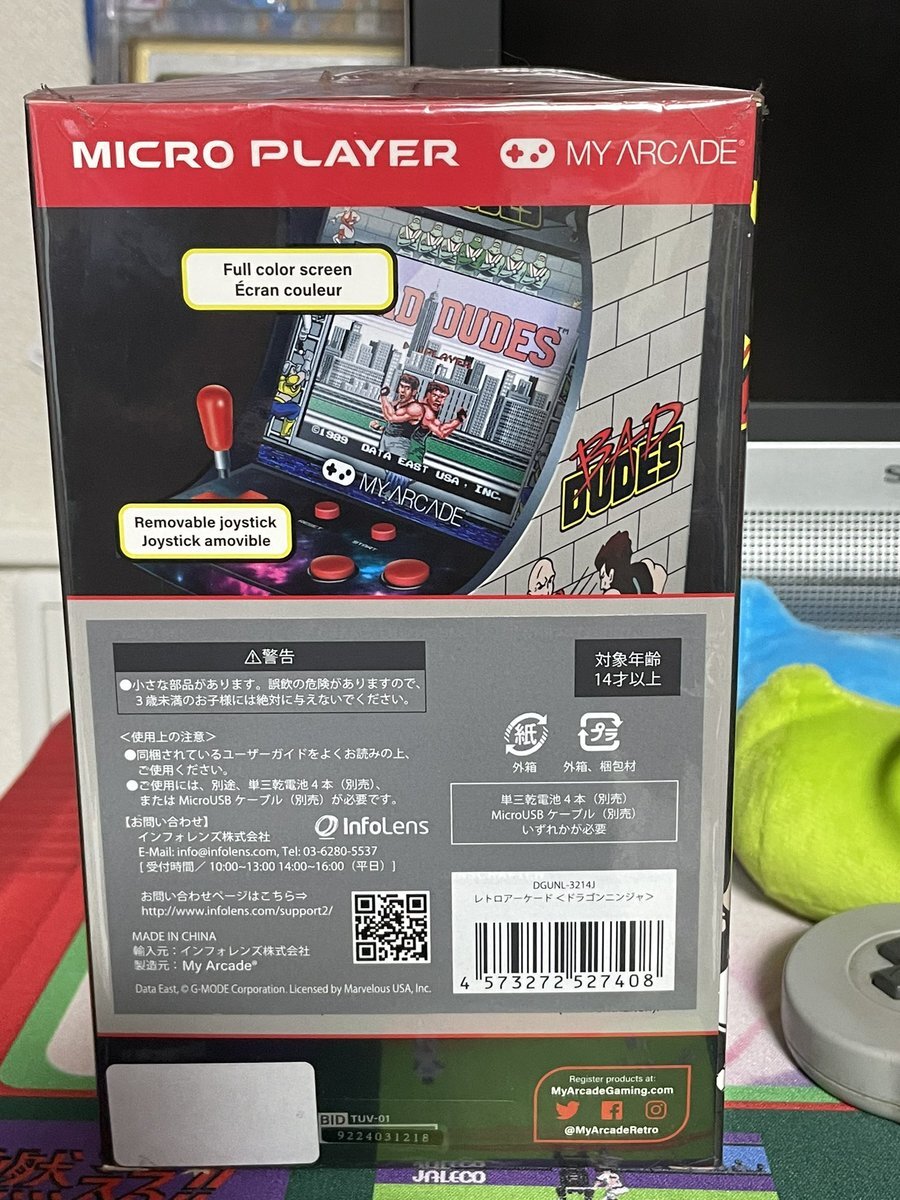 MICRO PLAYER
MY ARCADE®
Full color screen
Écran couleur
BAD DUDES™
PLAYER
©1989 DATA EAST USA, INC.
MY ARCADE
BAD
DUDES
Removable joystick
Joystick amovible
RESET
START
⚠警告
●小さな部品があります。誤飲の危険がありますので、
3歳未満のお子様には絶対に与えないでください。
対象年齢
14才以上
<使用上の注意>
●同梱されているユーザーガイドをよくお読みの上、
ご使用ください。
●ご使用には、別途、単三乾電池4本(別売)、
または MicroUSB ケーブル(別売)が必要です。
紙
外箱
プラ
外箱、梱包材
単三乾電池4本(別売)
MicroUSB ケーブル(別売)
いずれかが必要
【お問い合わせ】
インフォレンズ株式会社
E-Mail: info@infolens.com, Tel: 03-6280-5537
[ 受付時間/ 10:00~13:00 14:00~16:00(平日)]
InfoLens
お問い合わせページはこちら⇒
http://www.infolens.com/support2/
MADE IN CHINA
輸入元:インフォレンズ株式会社
製造元:My Arcade®
Data East, © G-MODE Corporation. Licensed by Marvelous USA, Inc.
DGUNL-3214J
レトロアーケード<ドラゴンニンジャ>
4 573272 527408
BID TUV-01
9224031218
Register products at:
MyArcadeGaming.com
@MyArcadeRetro
JALECO